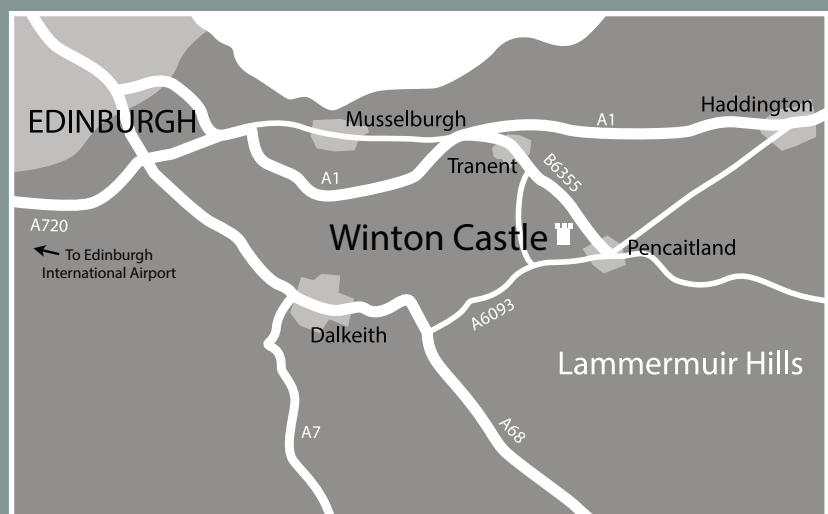 Haddington
EDINBURGH
Musselburgh
A1
Tranent
B6355
A1
A720
Winton Castle
Pencaitland
To Edinburgh
International Airport
A6093
Dalkeith
Lammermuir Hills
A7
A68